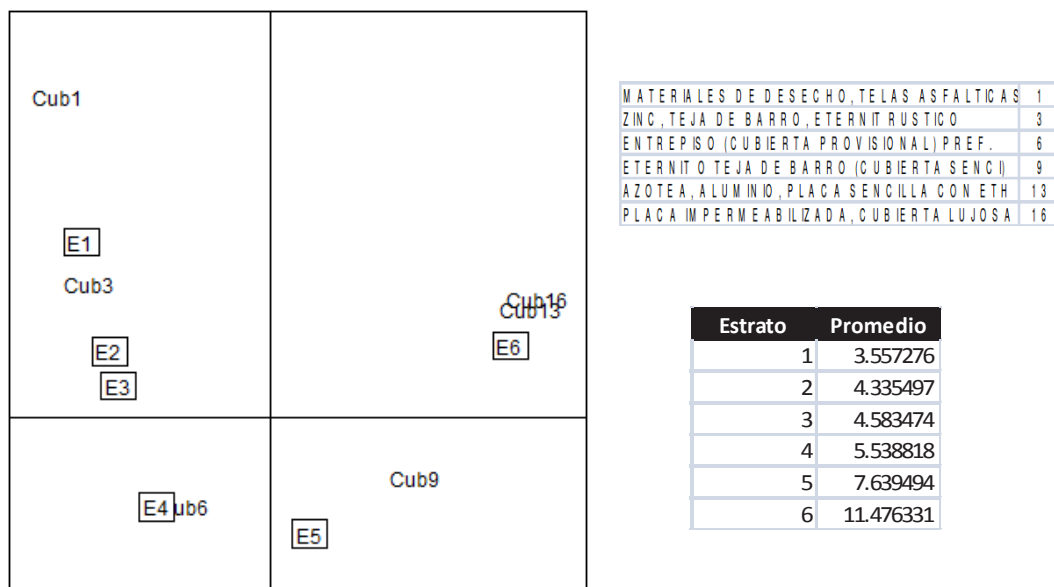 Cub1
E1
Cub3
E2
E3
Cub16
Cub13
E6
E4
ub6
Cub9
E5
MATERIALES DE DESECHO,TELAS ASFALTICAS 1
ZINC,TEJA DE BARRO,ETERNIT RUSTICO 3
ENTREPISO (CUBIERTA PROVISIONAL) PREF. 6
ETERNIT O TEJA DE BARRO (CUBIERTA SENCI) 9
AZOTEA,ALUMINIO,PLACA SENCILLA CON ETH 13
PLACA IMPERMEABILIZADA,CUBIERTA LUJOSA 16
Estrato Promedio
1 3.557276
2 4.335497
3 4.583474
4 5.538818
5 7.639494
6 11.476331